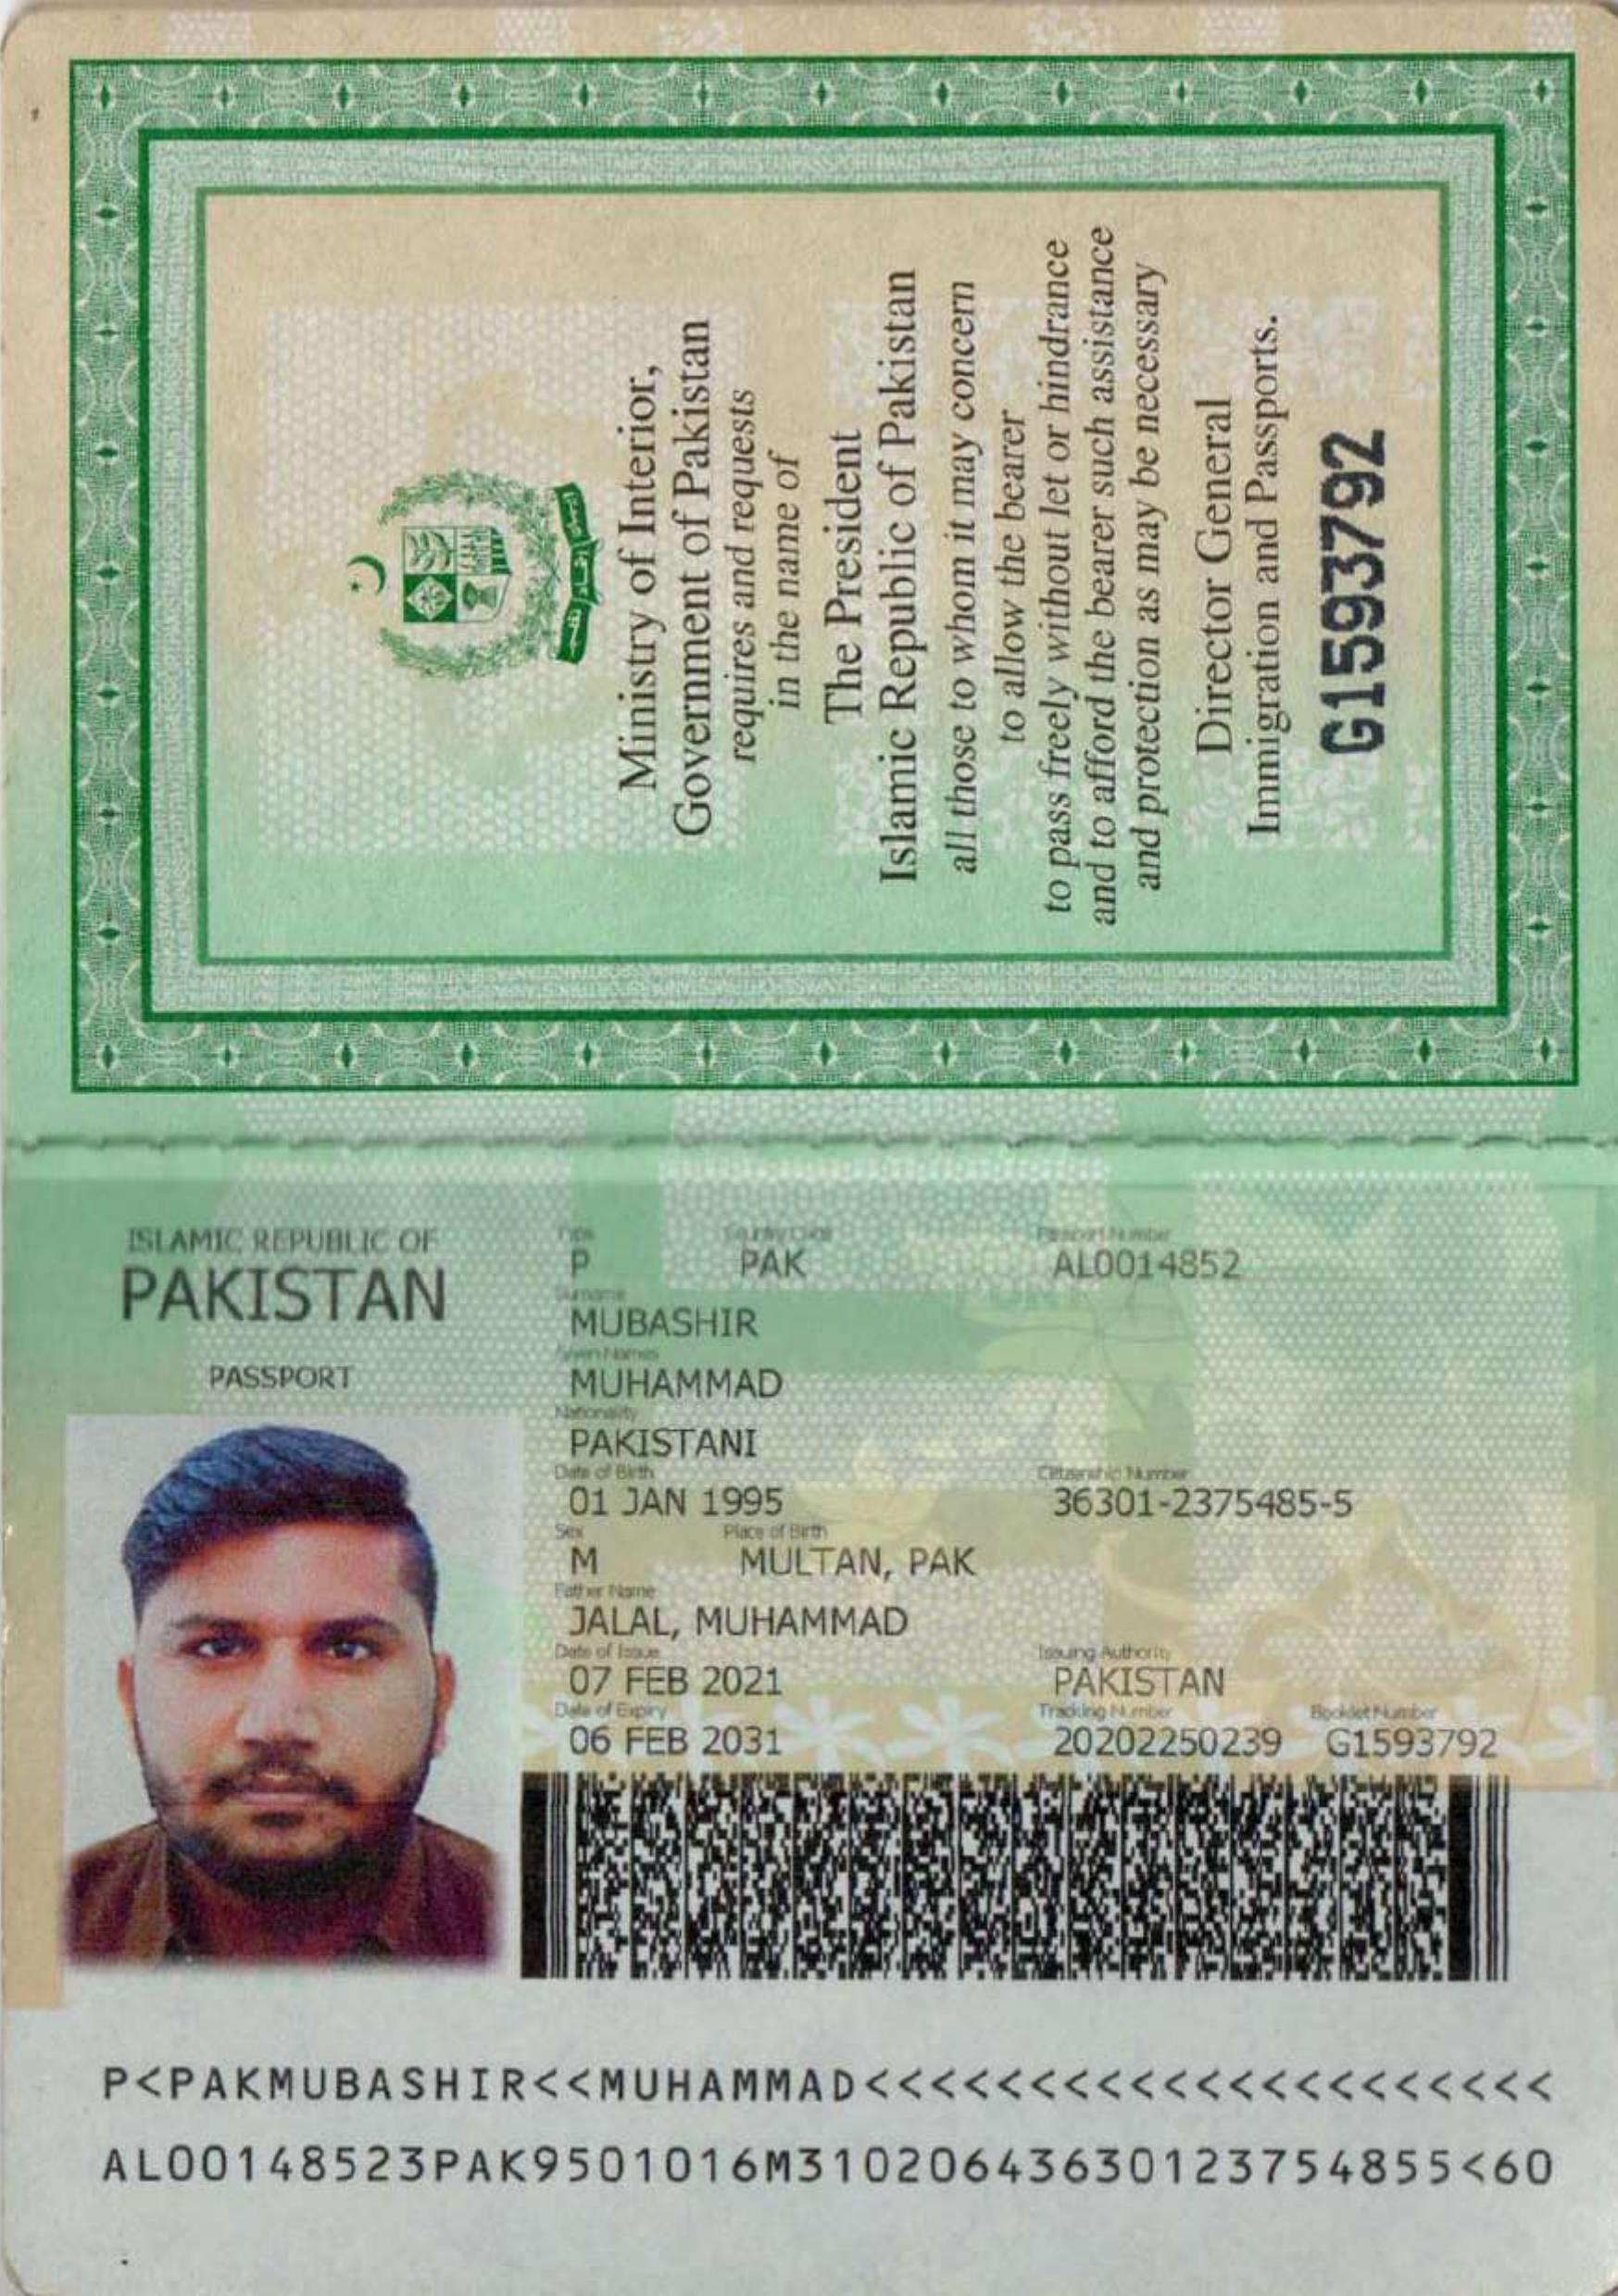 Ministry of Interior,
Government of Pakistan
requires and requests
in the name of
The President
Islamic Republic of Pakistan
all those to whom it may concern
to allow the bearer
to pass freely without let or hindrance
and to afford the bearer such assistance
and protection as may be necessary
Director General
Immigration and Passports.
G1593792
ISLAMIC REPUBLIC OF
PAKISTAN
PASSPORT
Type Country Code Passport Number
P PAK AL0014852
Surname
MUBASHIR
Given Names
MUHAMMAD
Nationality
PAKISTANI
Date of Birth Citizenship Number
01 JAN 1995 36301-2375485-5
Sex Place of Birth
M MULTAN, PAK
Father Name
JALAL, MUHAMMAD
Date of Issue Issuing Authority
07 FEB 2021 PAKISTAN
Date of Expiry Tracking Number Booklet Number
06 FEB 2031 20202250239 G1593792
P<PAKMUBASHIR<<MUHAMMAD<<<<<<<<<<<<<<<<<<<<<
AL00148523PAK9501016M31020643630123754855<60